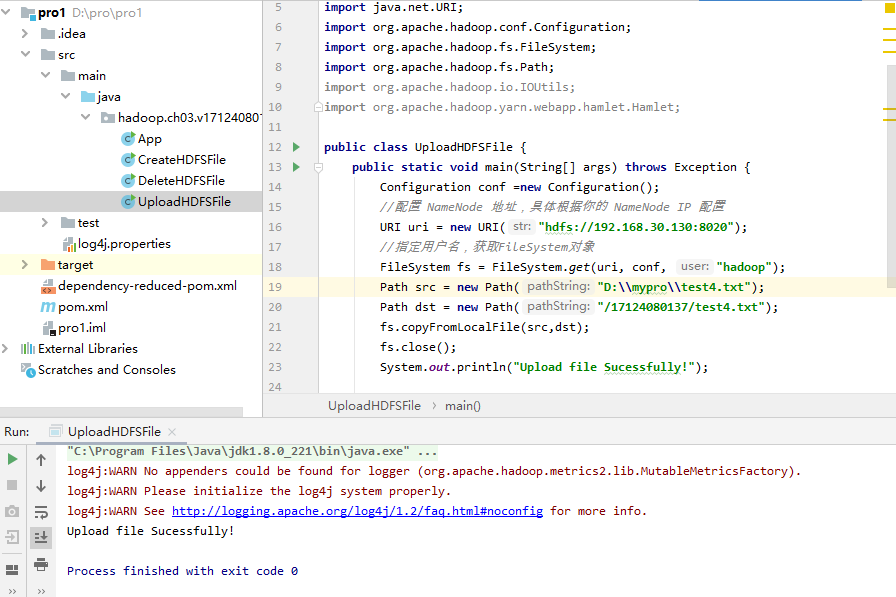 pro1 D:\pro\pro1
.idea
src
main
java
hadoop.ch03.v17124080
App
CreateHDFSFile
DeleteHDFSFile
UploadHDFSFile
test
log4j.properties
target
dependency-reduced-pom.xml
pom.xml
pro1.iml
External Libraries
Scratches and Consoles
5 import java.net.URI;
6 import org.apache.hadoop.conf.Configuration;
7 import org.apache.hadoop.fs.FileSystem;
8 import org.apache.hadoop.fs.Path;
9 import org.apache.hadoop.io.IOUtils;
10 import org.apache.hadoop.yarn.webapp.hamlet.Hamlet;
11
12 public class UploadHDFSFile {
13 public static void main(String[] args) throws Exception {
14 Configuration conf =new Configuration();
15 //配置 NameNode 地址，具体根据你的 NameNode IP 配置
16 URI uri = new URI( str: "hdfs://192.168.30.130:8020");
17 //指定用户名，获取FileSystem对象
18 FileSystem fs = FileSystem.get(uri, conf, user: "hadoop");
19 Path src = new Path( pathString: "D:\\mypro\\test4.txt");
20 Path dst = new Path( pathString: "/17124080137/test4.txt");
21 fs.copyFromLocalFile(src,dst);
22 fs.close();
23 System.out.println("Upload file Sucessfully!");
24
UploadHDFSFile › main()
Run: UploadHDFSFile ×
"C:\Program Files\Java\jdk1.8.0_221\bin\java.exe" ...
log4j:WARN No appenders could be found for logger (org.apache.hadoop.metrics2.lib.MutableMetricsFactory).
log4j:WARN Please initialize the log4j system properly.
log4j:WARN See http://logging.apache.org/log4j/1.2/faq.html#noconfig for more info.
Upload file Sucessfully!
Process finished with exit code 0